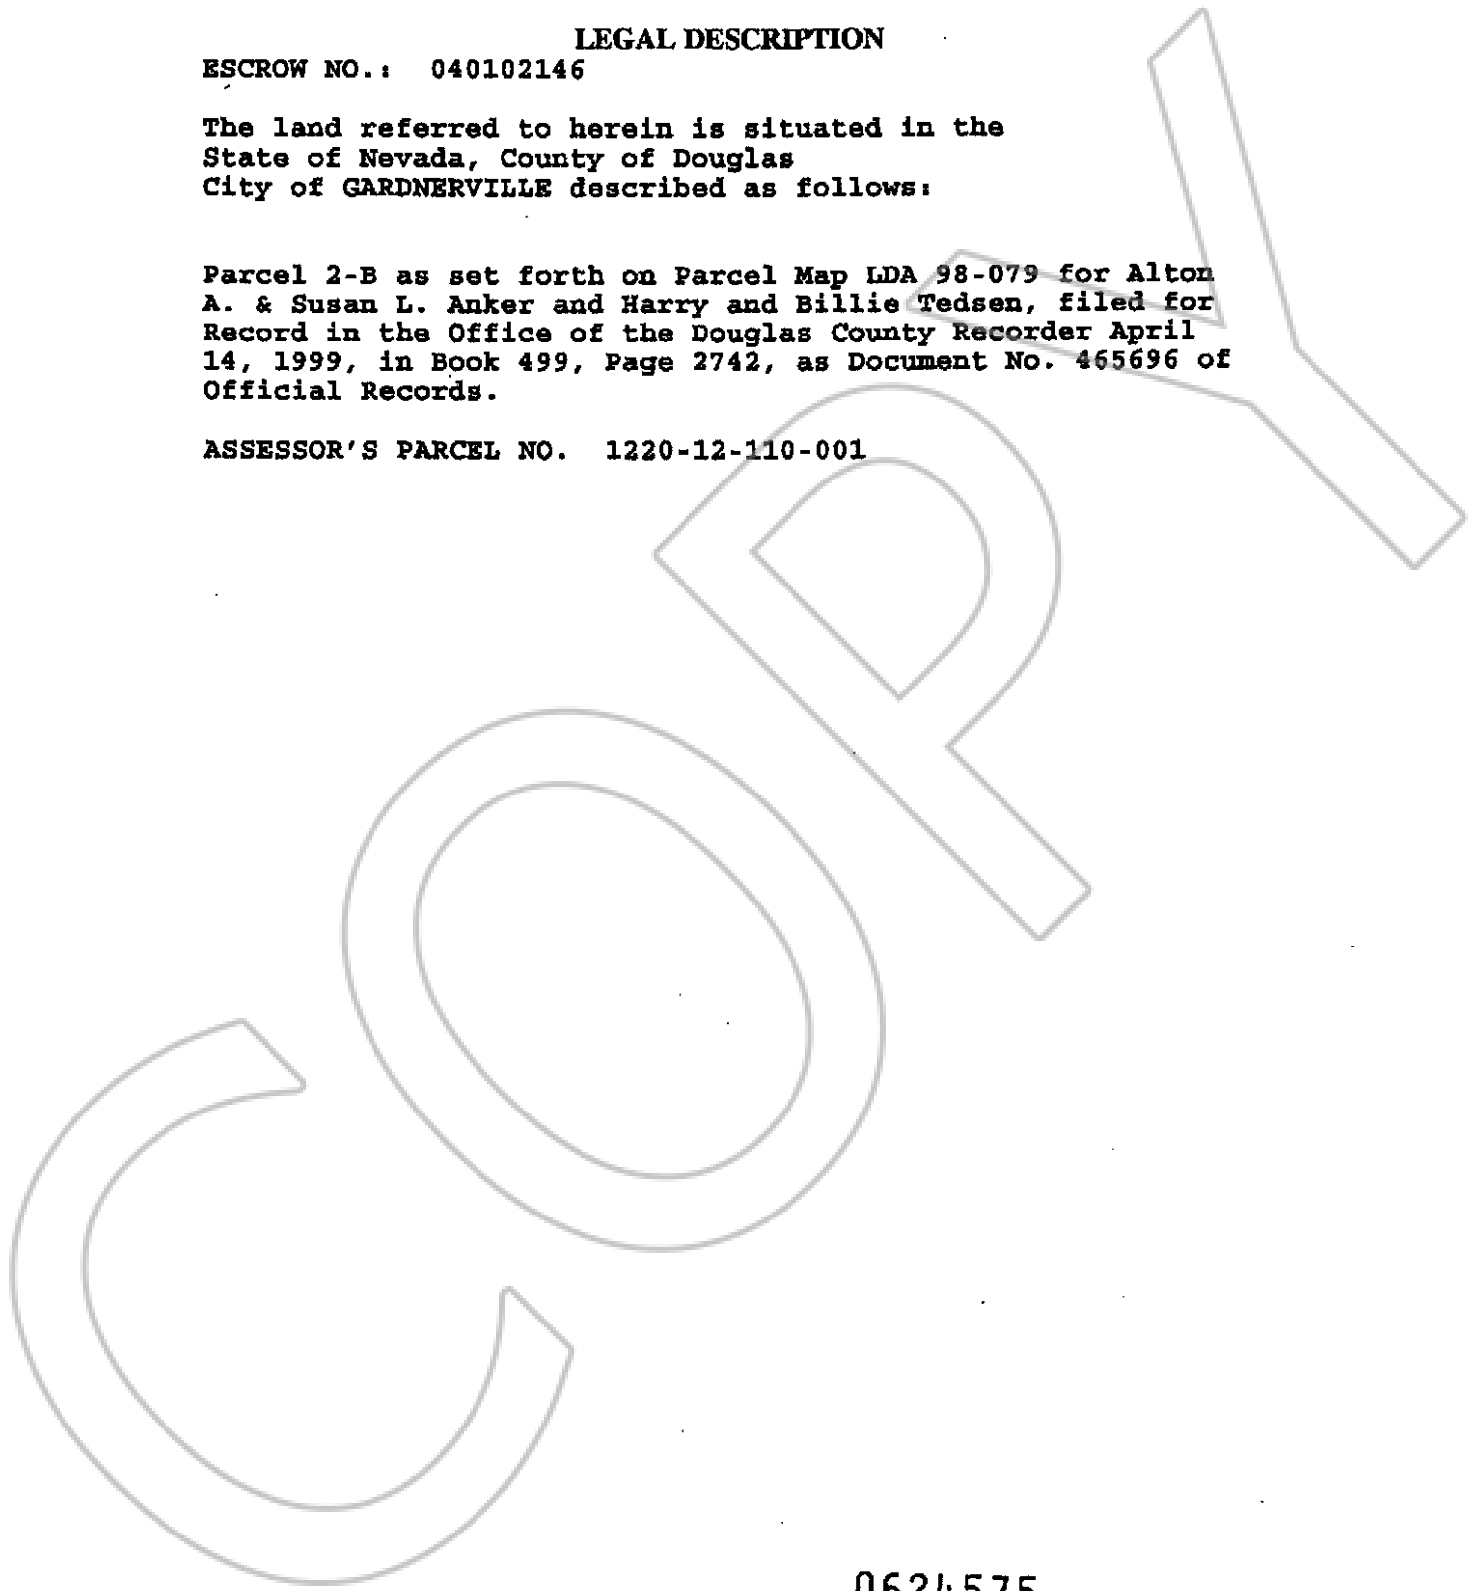 LEGAL DESCRIPTION
ESCROW NO.: 040102146
The land referred to herein is situated in the
State of Nevada, County of Douglas
City of GARDNERVILLE described as follows:
Parcel 2-B as set forth on Parcel Map LDA 98-079 for Alton
A. & Susan L. Anker and Harry and Billie Tedsen, filed for
Record in the Office of the Douglas County Recorder April
14, 1999, in Book 499, Page 2742, as Document No. 465696 of
Official Records.
ASSESSOR'S PARCEL NO. 1220-12-110-001
COPY
0624575